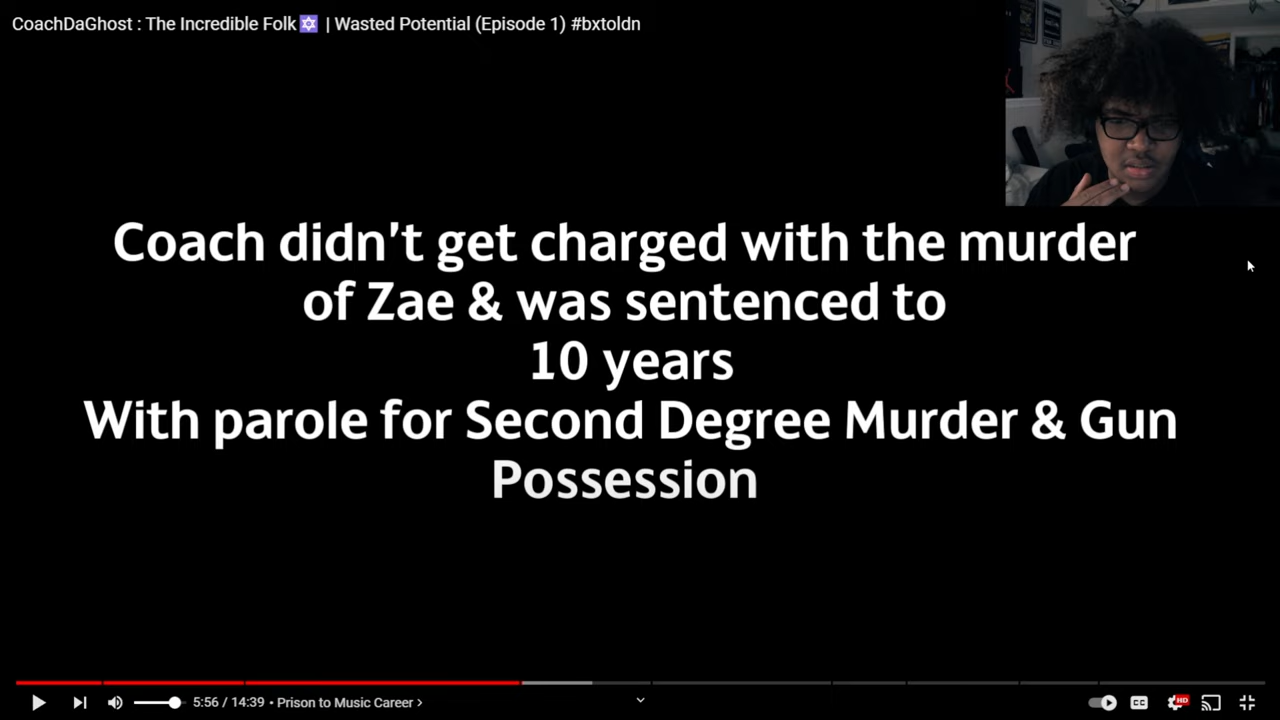 CoachDaGhost : The Incredible Folk🔯 | Wasted Potential (Episode 1) #bxtoldn
Coach didn't get charged with the murder
of Zae & was sentenced to
10 years
With parole for Second Degree Murder & Gun
Possession
5:56 / 14:39 • Prison to Music Career ›
CC
HD